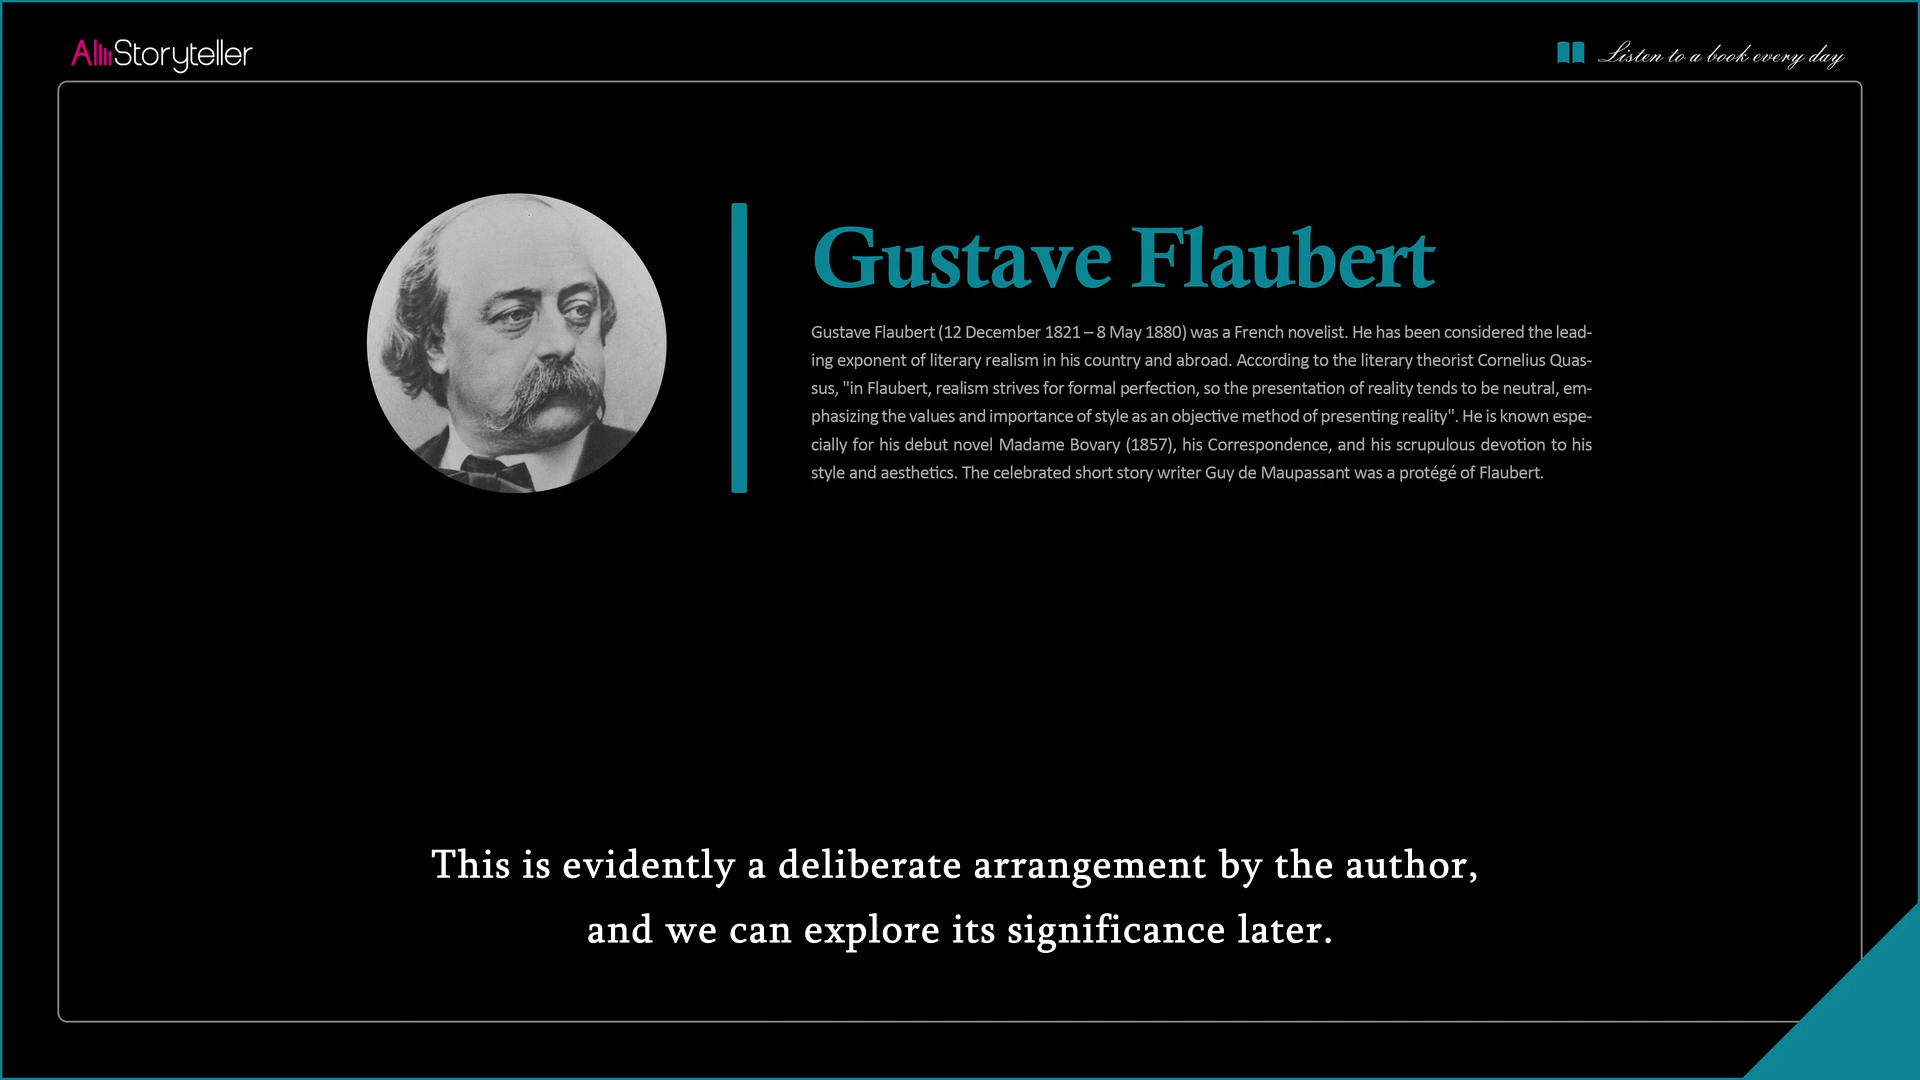 AllStoryteller
Listen to a book every day
Gustave Flaubert
Gustave Flaubert (12 December 1821 – 8 May 1880) was a French novelist. He has been considered the lead-
ing exponent of literary realism in his country and abroad. According to the literary theorist Cornelius Quas-
sus, "in Flaubert, realism strives for formal perfection, so the presentation of reality tends to be neutral, em-
phasizing the values and importance of style as an objective method of presenting reality". He is known espe-
cially for his debut novel Madame Bovary (1857), his Correspondence, and his scrupulous devotion to his
style and aesthetics. The celebrated short story writer Guy de Maupassant was a protégé of Flaubert.
This is evidently a deliberate arrangement by the author,
and we can explore its significance later.